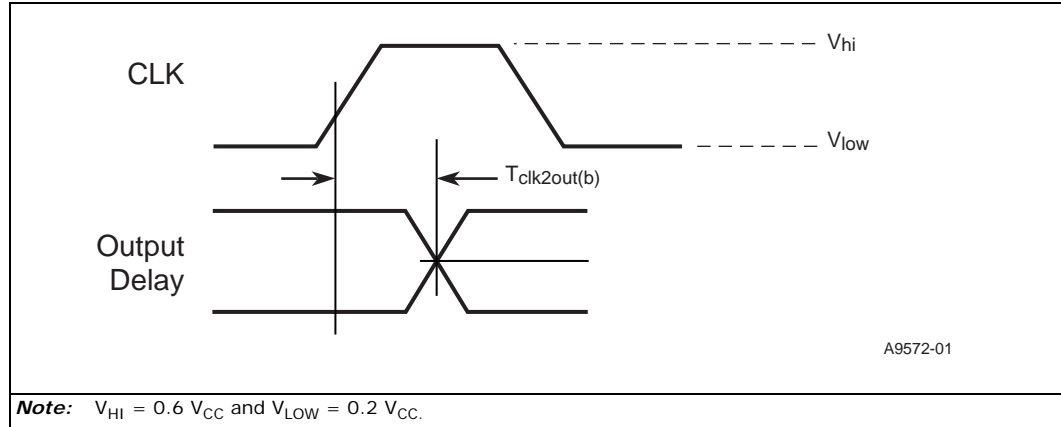 CLK
Vhi
Vlow
Tclk2out(b)
Output
Delay
A9572-01
Note: VHI = 0.6 VCC and VLOW = 0.2 VCC.